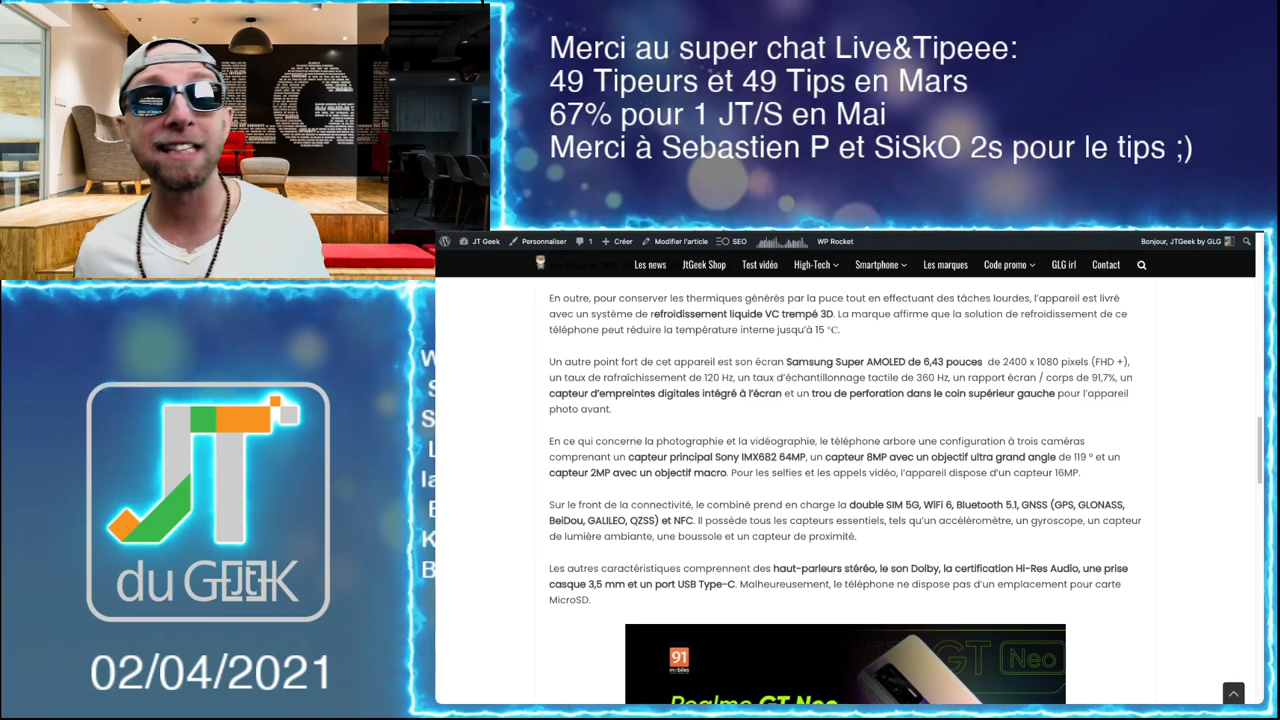 Merci au super chat Live&Tipeee:
49 Tipeurs et 49 Tips en Mars
67% pour 1 JT/S en Mai
Merci à Sebastien P et SiSkO 2s pour le tips ;)
JT Geek Personnaliser 1 Créer Modifier l'article SEO WP Rocket Bonjour, JTGeek by GLG
Les news JtGeek Shop Test vidéo High-Tech Smartphone Les marques Code promo GLG irl Contact
En outre, pour conserver les thermiques générés par la puce tout en effectuant des tâches lourdes, l'appareil est livré
avec un système de refroidissement liquide VC trempé 3D. La marque affirme que la solution de refroidissement de ce
téléphone peut réduire la température interne jusqu'à 15 °C.
Un autre point fort de cet appareil est son écran Samsung Super AMOLED de 6,43 pouces de 2400 x 1080 pixels (FHD +),
un taux de rafraîchissement de 120 Hz, un taux d'échantillonnage tactile de 360 Hz, un rapport écran / corps de 91,7%, un
capteur d'empreintes digitales intégré à l'écran et un trou de perforation dans le coin supérieur gauche pour l'appareil
photo avant.
En ce qui concerne la photographie et la vidéographie, le téléphone arbore une configuration à trois caméras
comprenant un capteur principal Sony IMX682 64MP, un capteur 8MP avec un objectif ultra grand angle de 119 ° et un
capteur 2MP avec un objectif macro. Pour les selfies et les appels vidéo, l'appareil dispose d'un capteur 16MP.
Sur le front de la connectivité, le combiné prend en charge la double SIM 5G, WiFi 6, Bluetooth 5.1, GNSS (GPS, GLONASS,
BeiDou, GALILEO, QZSS) et NFC. Il possède tous les capteurs essentiels, tels qu'un accéléromètre, un gyroscope, un capteur
de lumière ambiante, une boussole et un capteur de proximité.
Les autres caractéristiques comprennent des haut-parleurs stéréo, le son Dolby, la certification Hi-Res Audio, une prise
casque 3,5 mm et un port USB Type-C. Malheureusement, le téléphone ne dispose pas d'un emplacement pour carte
MicroSD.
91
mobiles
GT Neo
Realme GT Neo
JT
du GEEK
02/04/2021